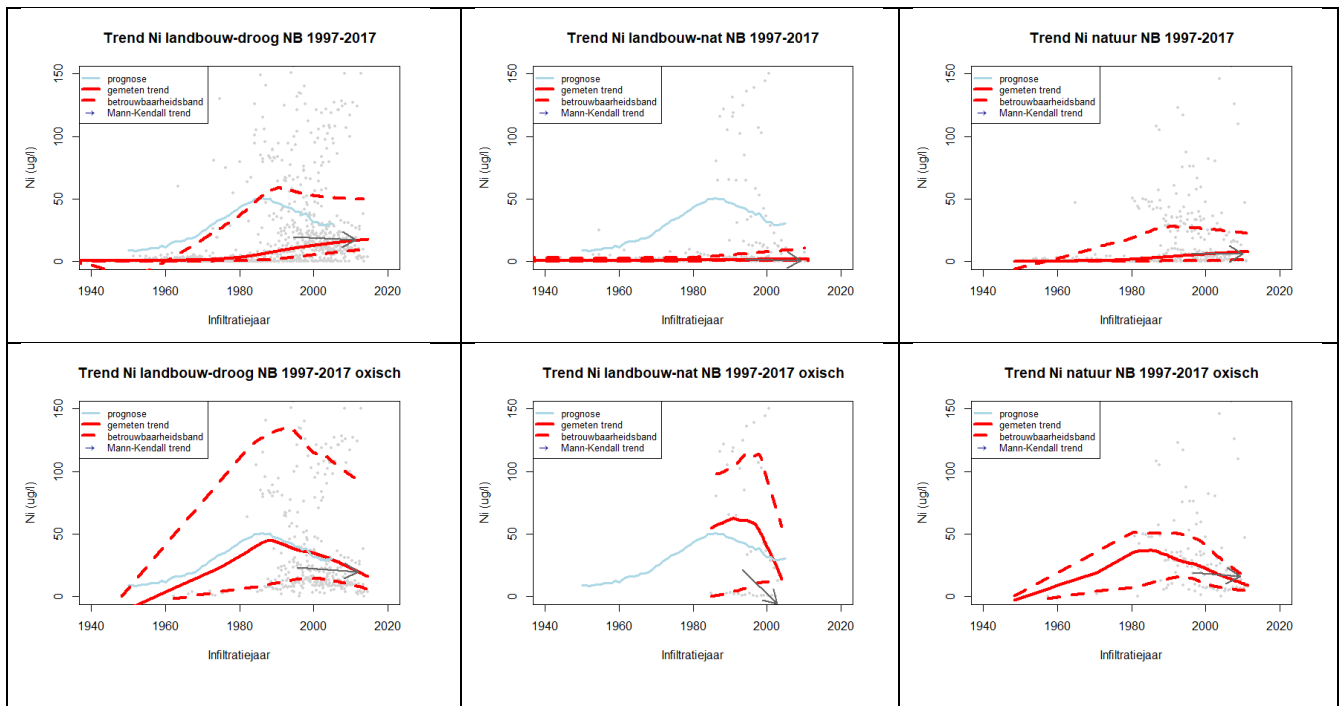 Trend Ni landbouw-droog NB 1997-2017
prognose
gemeten trend
betrouwbaarheidsband
Mann-Kendall trend
Ni (ug/l)
150
100
50
0
1940 1960 1980 2000 2020
Infiltratiejaar
Trend Ni landbouw-nat NB 1997-2017
prognose
gemeten trend
betrouwbaarheidsband
Mann-Kendall trend
Ni (ug/l)
150
100
50
0
1940 1960 1980 2000 2020
Infiltratiejaar
Trend Ni natuur NB 1997-2017
prognose
gemeten trend
betrouwbaarheidsband
Mann-Kendall trend
Ni (ug/l)
150
100
50
0
1940 1960 1980 2000 2020
Infiltratiejaar
Trend Ni landbouw-droog NB 1997-2017 oxisch
prognose
gemeten trend
betrouwbaarheidsband
Mann-Kendall trend
Ni (ug/l)
150
100
50
0
1940 1960 1980 2000 2020
Infiltratiejaar
Trend Ni landbouw-nat NB 1997-2017 oxisch
prognose
gemeten trend
betrouwbaarheidsband
Mann-Kendall trend
Ni (ug/l)
150
100
50
0
1940 1960 1980 2000 2020
Infiltratiejaar
Trend Ni natuur NB 1997-2017 oxisch
prognose
gemeten trend
betrouwbaarheidsband
Mann-Kendall trend
Ni (ug/l)
150
100
50
0
1940 1960 1980 2000 2020
Infiltratiejaar